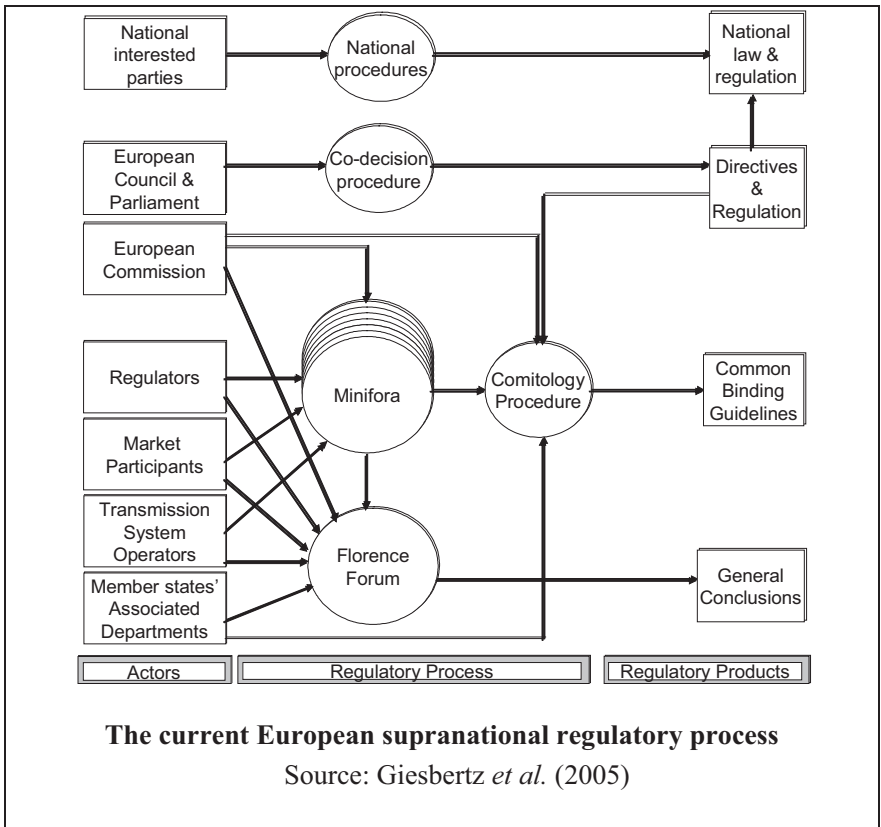 National
interested
parties
National
procedures
National
law &
regulation
European
Council &
Parliament
Co-decision
procedure
Directives
&
Regulation
European
Commission
Regulators
Minifora
Comitology
Procedure
Common
Binding
Guidelines
Market
Participants
Transmission
System
Operators
Florence
Forum
General
Conclusions
Member states'
Associated
Departments
Actors
Regulatory Process
Regulatory Products
The current European supranational regulatory process
Source: Giesbertz et al. (2005)